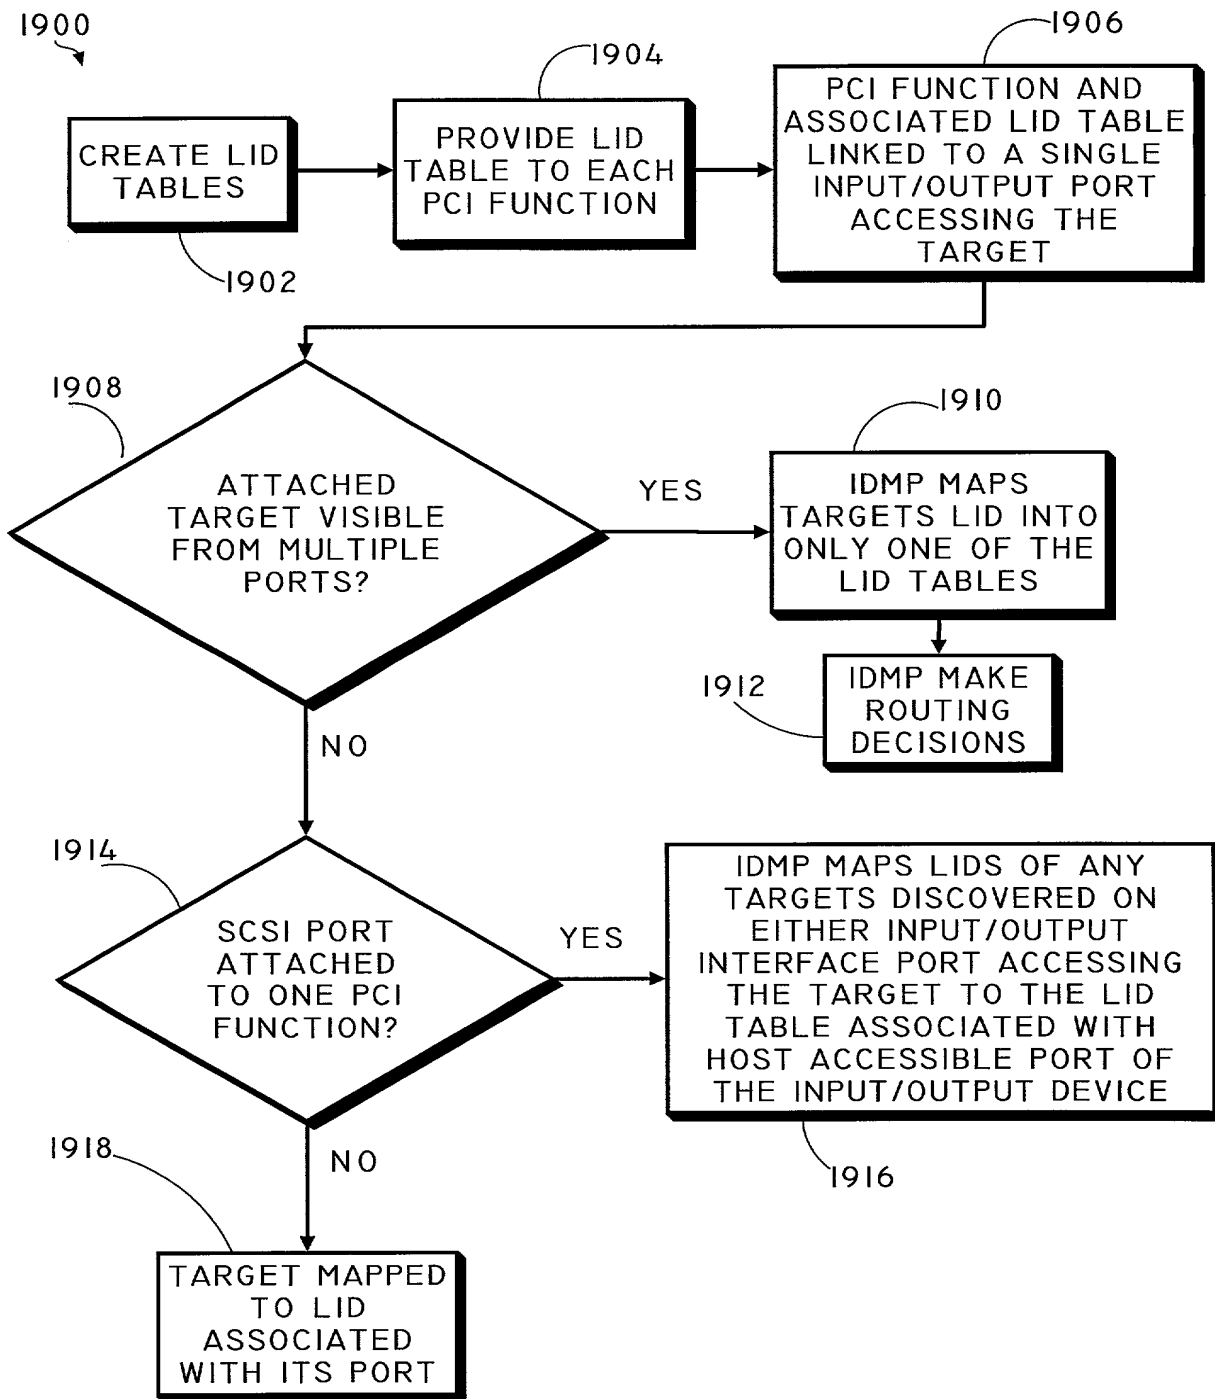 1900
CREATE LID
TABLES
1902
1904
PROVIDE LID
TABLE TO EACH
PCI FUNCTION
1906
PCI FUNCTION AND
ASSOCIATED LID TABLE
LINKED TO A SINGLE
INPUT/OUTPUT PORT
ACCESSING THE
TARGET
1908
ATTACHED
TARGET VISIBLE
FROM MULTIPLE
PORTS?
YES
NO
1910
IDMP MAPS
TARGETS LID INTO
ONLY ONE OF THE
LID TABLES
1912
IDMP MAKE
ROUTING
DECISIONS
1914
SCSI PORT
ATTACHED
TO ONE PCI
FUNCTION?
YES
NO
IDMP MAPS LIDS OF ANY
TARGETS DISCOVERED ON
EITHER INPUT/OUTPUT
INTERFACE PORT ACCESSING
THE TARGET TO THE LID
TABLE ASSOCIATED WITH
HOST ACCESSIBLE PORT OF
THE INPUT/OUTPUT DEVICE
1916
1918
TARGET MAPPED
TO LID
ASSOCIATED
WITH ITS PORT